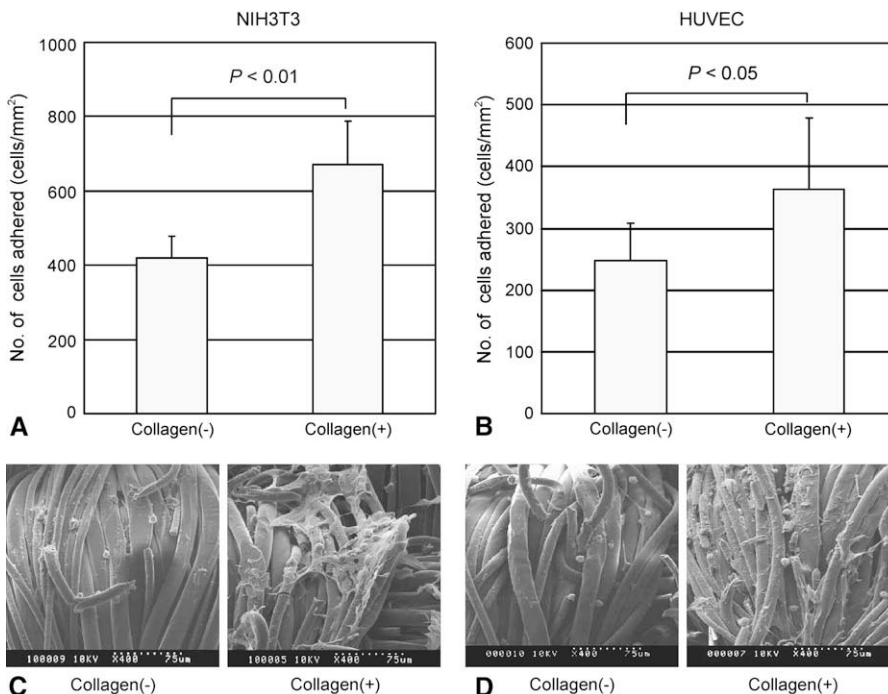 NIH3T3
No. of cells adhered (cells/mm²)
1000
800
600
400
200
0
P < 0.01
Collagen(-)
Collagen(+)
A
HUVEC
No. of cells adhered (cells/mm²)
600
500
400
300
200
100
0
P < 0.05
Collagen(-)
Collagen(+)
B
100009 10KV X400 75um
100005 10KV X400 75um
C
Collagen(-)
Collagen(+)
000010 10KV X400 75um
000007 10KV X400 75um
D
Collagen(-)
Collagen(+)